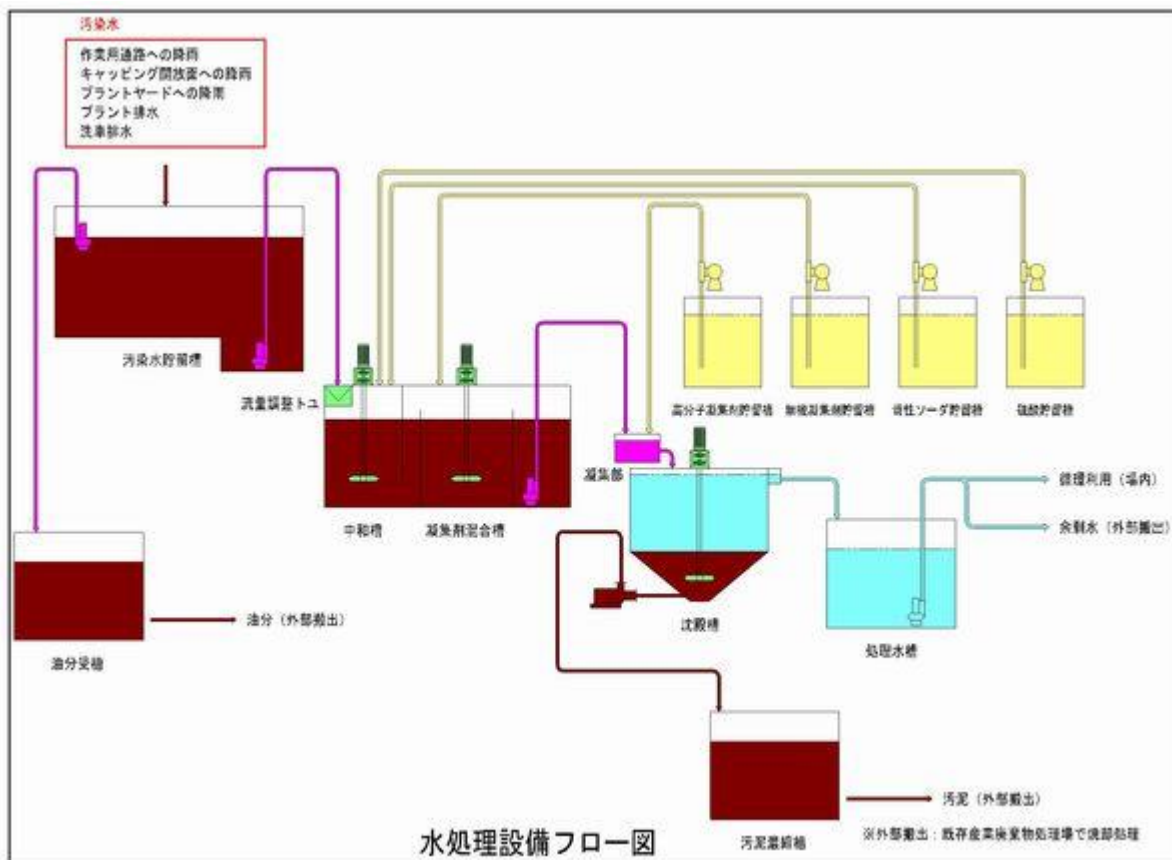 汚染水
作業用通路への降雨
キャッピング開放面への降雨
プラントヤードへの降雨
プラント排水
洗車排水
汚染水貯留槽
流量調整トユ
高分子凝集剤貯留槽
無機凝集剤貯留槽
苛性ソーダ貯留槽
硫酸貯留槽
凝集部
循環利用（場内）
余剰水（外部搬出）
中和槽
凝集剤混合槽
油分（外部搬出）
沈殿槽
処理水槽
油分受槽
汚泥（外部搬出）
※外部搬出：既存産業廃棄物処理場で焼却処理
汚泥濃縮槽
水処理設備フロー図